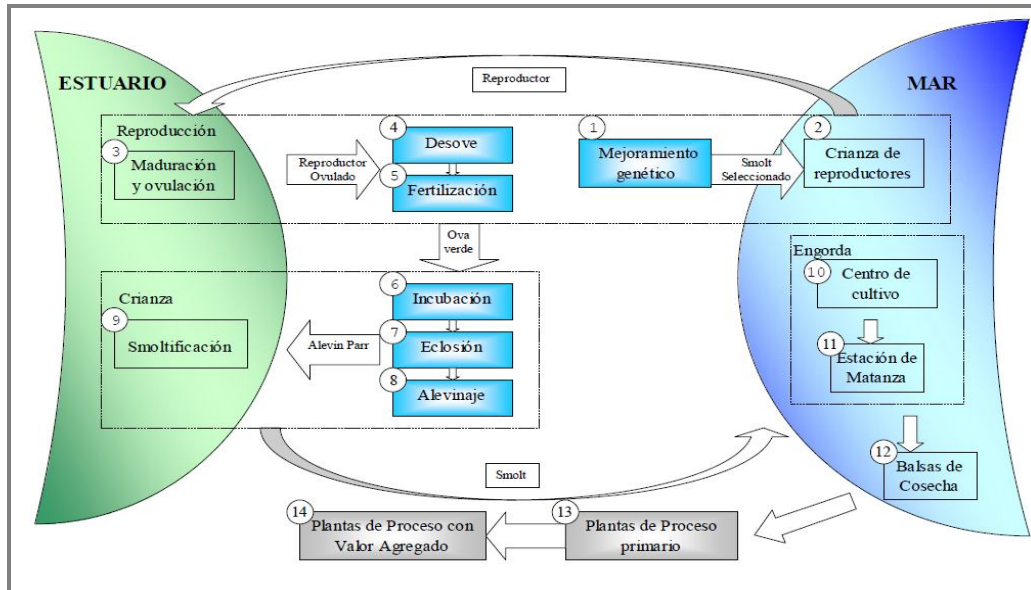 ESTUARIO
MAR
Reproductor
Reproducción
3
Maduración
y ovulación
Reproductor
Ovulado
4
Desove
5
Fertilización
1
Mejoramiento
genético
Smolt
Seleccionado
2
Crianza de
reproductores
Ova
verde
Crianza
9
Smoltificación
Alevin Parr
6
Incubación
7
Eclosión
8
Alevinaje
Engorda
10
Centro de
cultivo
11
Estación de
Matanza
12
Balsas de
Cosecha
Smolt
14
Plantas de Proceso con
Valor Agregado
13
Plantas de Proceso
primario